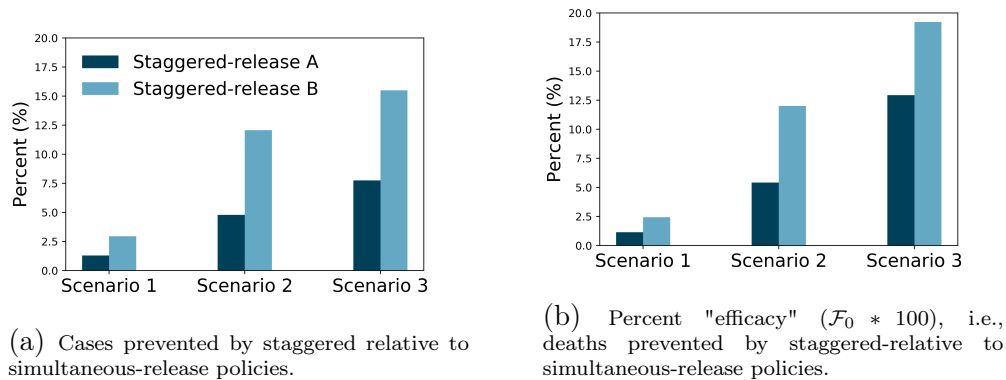 20.0
17.5
15.0
12.5
10.0
7.5
5.0
2.5
0.0
Percent (%)
Staggered-release A
Staggered-release B
Scenario 1 Scenario 2 Scenario 3
(a) Cases prevented by staggered relative to
simultaneous-release policies.
20.0
17.5
15.0
12.5
10.0
7.5
5.0
2.5
0.0
Percent (%)
Scenario 1 Scenario 2 Scenario 3
(b) Percent "efficacy" (𝓕₀ * 100), i.e.,
deaths prevented by staggered-relative to
simultaneous-release policies.